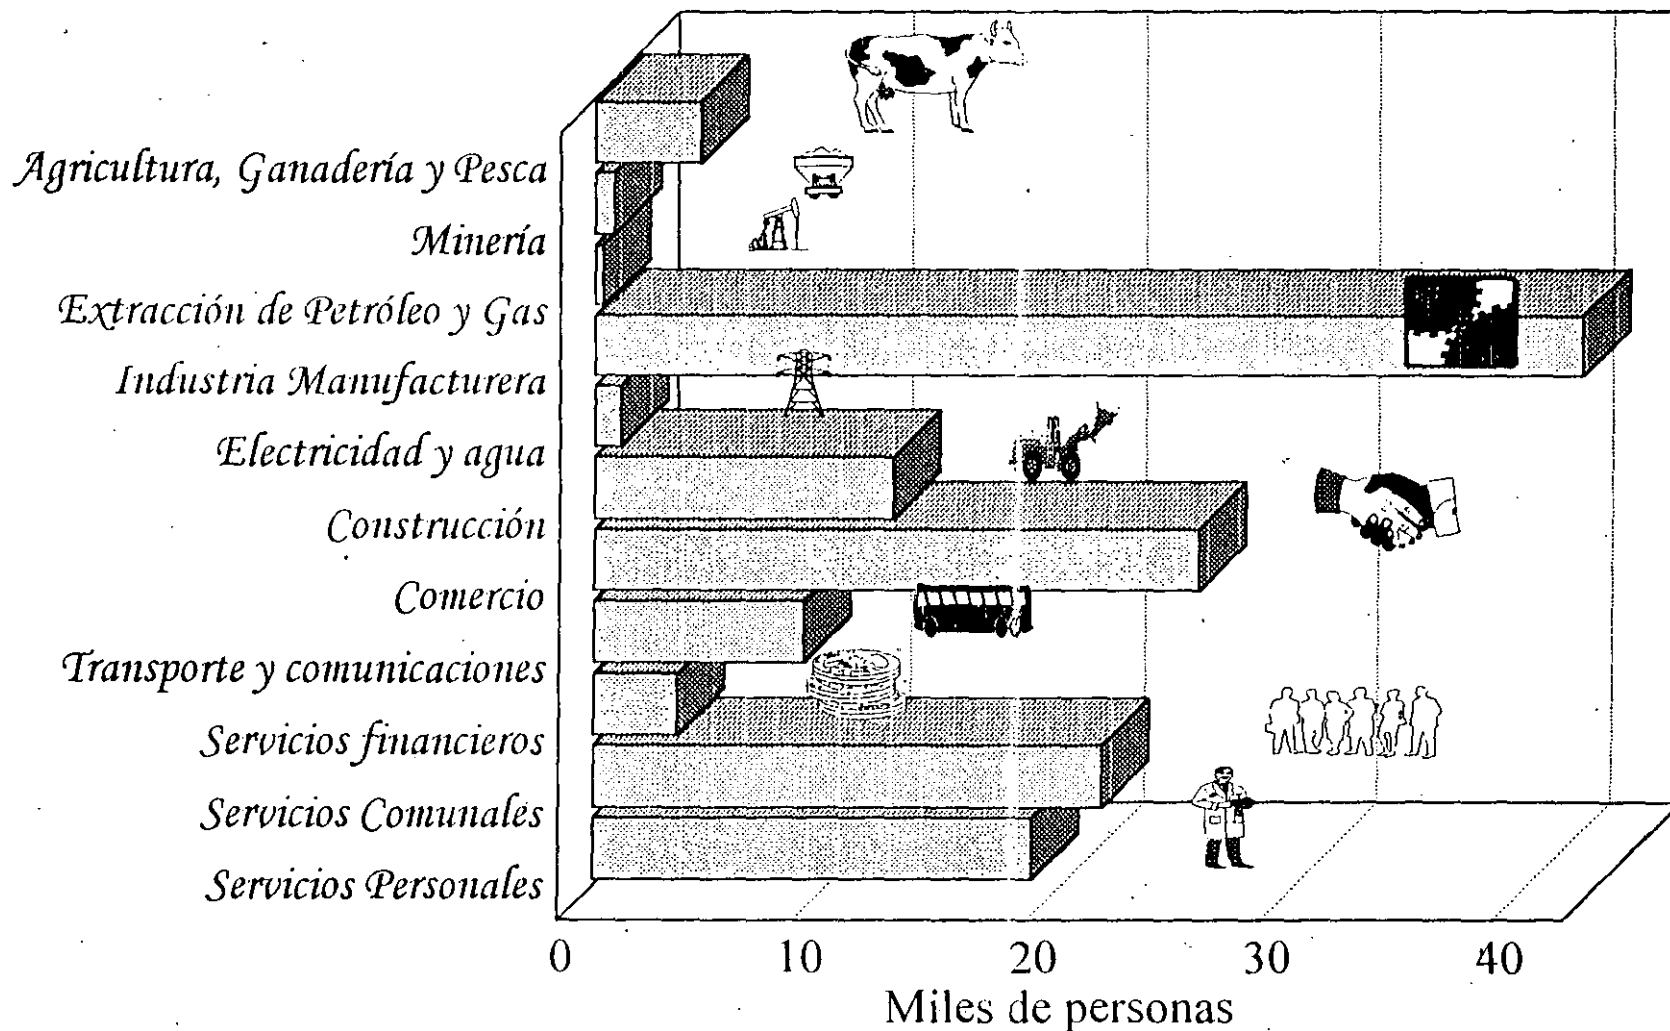 Agricultura, Ganadería y Pesca
Minería
Extracción de Petróleo y Gas
Industria Manufacturera
Electricidad y agua
Construcción
Comercio
Transporte y comunicaciones
Servicios financieros
Servicios Comunales
Servicios Personales
0 10 20 30 40
Miles de personas